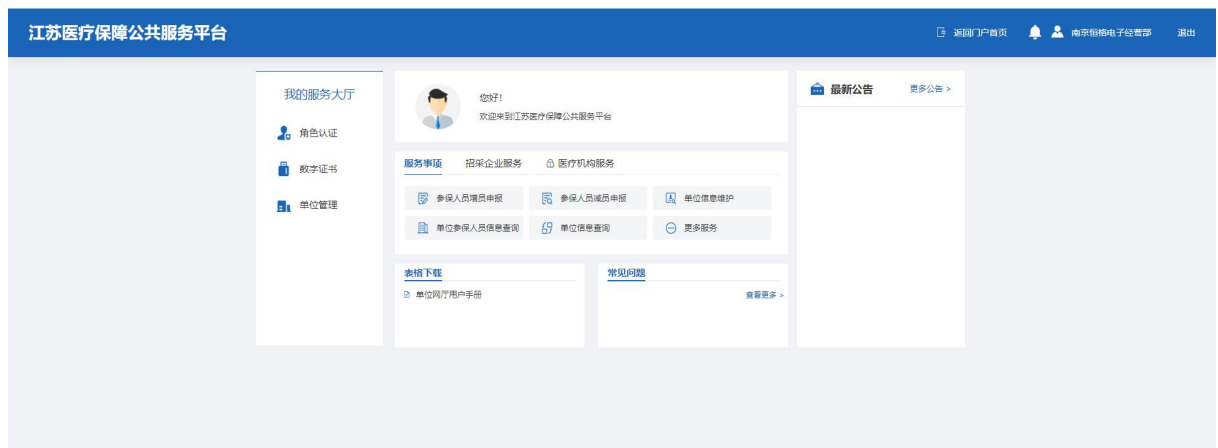 江苏医疗保障公共服务平台
返回门户首页 南京恒格电子经营部 退出
我的服务大厅
角色认证
数字证书
单位管理
您好!
欢迎来到江苏医疗保障公共服务平台
服务事项 招采企业服务 医疗机构服务
参保人员增员申报 参保人员减员申报 单位信息维护
单位参保人员信息查询 单位信息查询 更多服务
表格下载
单位网厅用户手册
常见问题
查看更多 >
最新公告 更多公告 >